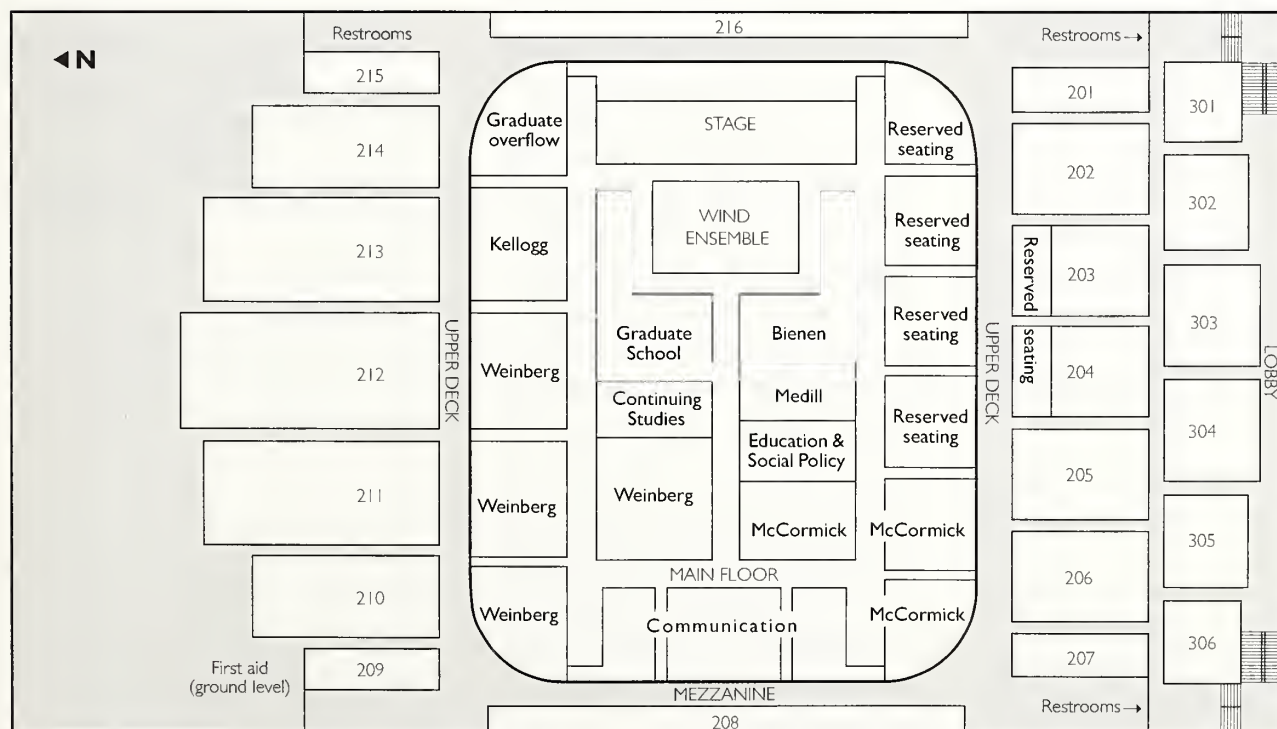 Restrooms
216
Restrooms→
◄N
215
201
301
Graduate
overflow
STAGE
Reserved
seating
214
202
302
Kellogg
WIND
ENSEMBLE
Reserved
seating
213
Reserved
203
303
UPPER DECK
Graduate
School
Bienen
Reserved
seating
UPPER DECK
LOBBY
212
Weinberg
seating
204
Continuing
Studies
Medill
Reserved
seating
304
Education &
Social Policy
205
211
Weinberg
Weinberg
McCormick
McCormick
305
MAIN FLOOR
206
210
Weinberg
Communication
McCormick
306
First aid
(ground level)
209
207
MEZZANINE
208
Restrooms→